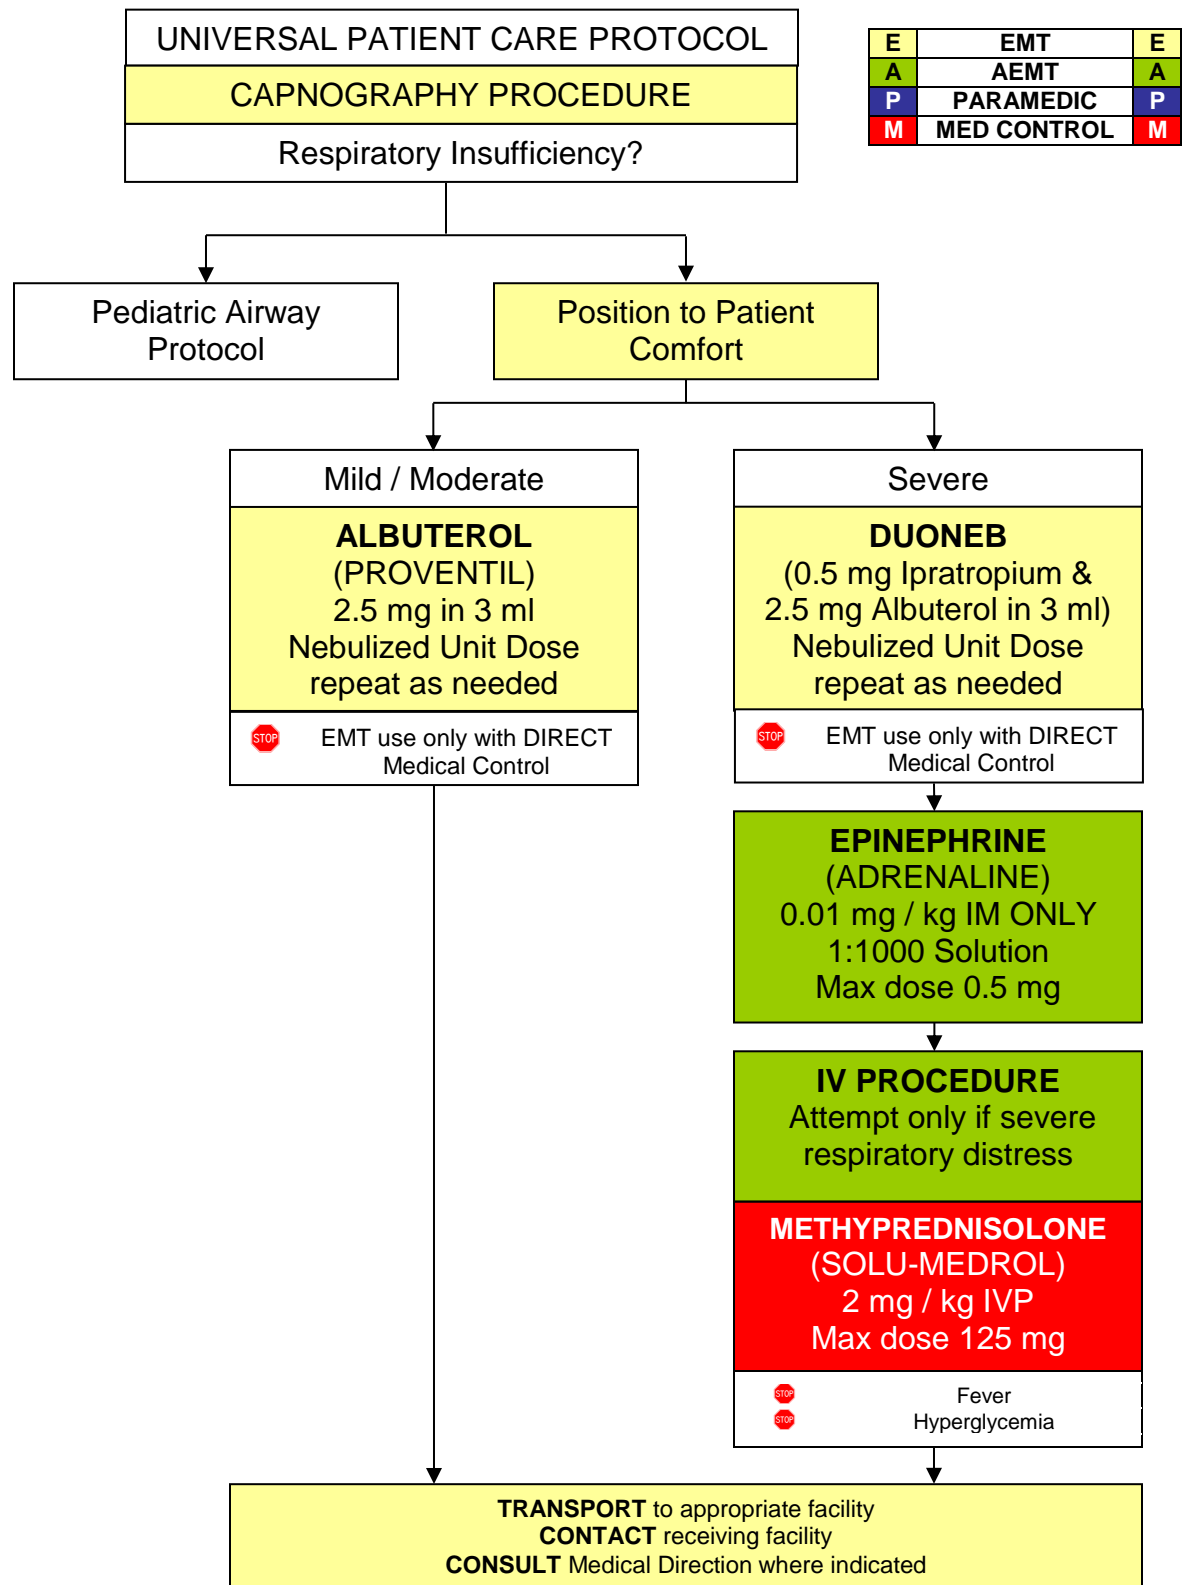 UNIVERSAL PATIENT CARE PROTOCOL
CAPNOGRAPHY PROCEDURE
Respiratory Insufficiency?
E EMT E
A AEMT A
P PARAMEDIC P
M MED CONTROL M
Pediatric Airway
Protocol
Position to Patient
Comfort
Mild / Moderate
ALBUTEROL
(PROVENTIL)
2.5 mg in 3 ml
Nebulized Unit Dose
repeat as needed
STOP EMT use only with DIRECT
Medical Control
Severe
DUONEB
(0.5 mg Ipratropium &
2.5 mg Albuterol in 3 ml)
Nebulized Unit Dose
repeat as needed
STOP EMT use only with DIRECT
Medical Control
EPINEPHRINE
(ADRENALINE)
0.01 mg / kg IM ONLY
1:1000 Solution
Max dose 0.5 mg
IV PROCEDURE
Attempt only if severe
respiratory distress
METHYPREDNISOLONE
(SOLU-MEDROL)
2 mg / kg IVP
Max dose 125 mg
STOP Fever
STOP Hyperglycemia
TRANSPORT to appropriate facility
CONTACT receiving facility
CONSULT Medical Direction where indicated